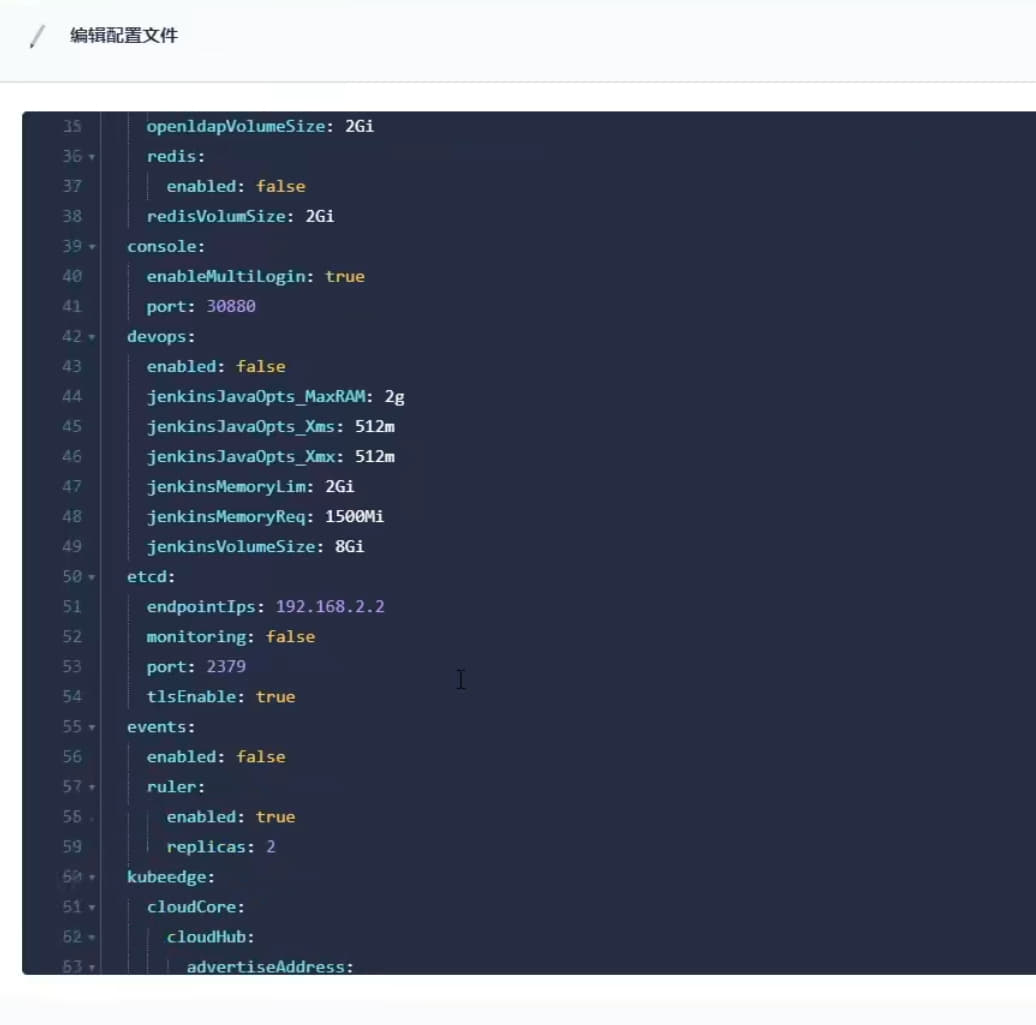 编辑配置文件
35 openldapVolumeSize: 2Gi
36 redis:
37 enabled: false
38 redisVolumSize: 2Gi
39 console:
40 enableMultiLogin: true
41 port: 30880
42 devops:
43 enabled: false
44 jenkinsJavaOpts_MaxRAM: 2g
45 jenkinsJavaOpts_Xms: 512m
46 jenkinsJavaOpts_Xmx: 512m
47 jenkinsMemoryLim: 2Gi
48 jenkinsMemoryReq: 1500Mi
49 jenkinsVolumeSize: 8Gi
50 etcd:
51 endpointIps: 192.168.2.2
52 monitoring: false
53 port: 2379
54 tlsEnable: true
55 events:
56 enabled: false
57 ruler:
58 enabled: true
59 replicas: 2
60 kubeedge:
61 cloudCore:
62 cloudHub:
63 advertiseAddress: